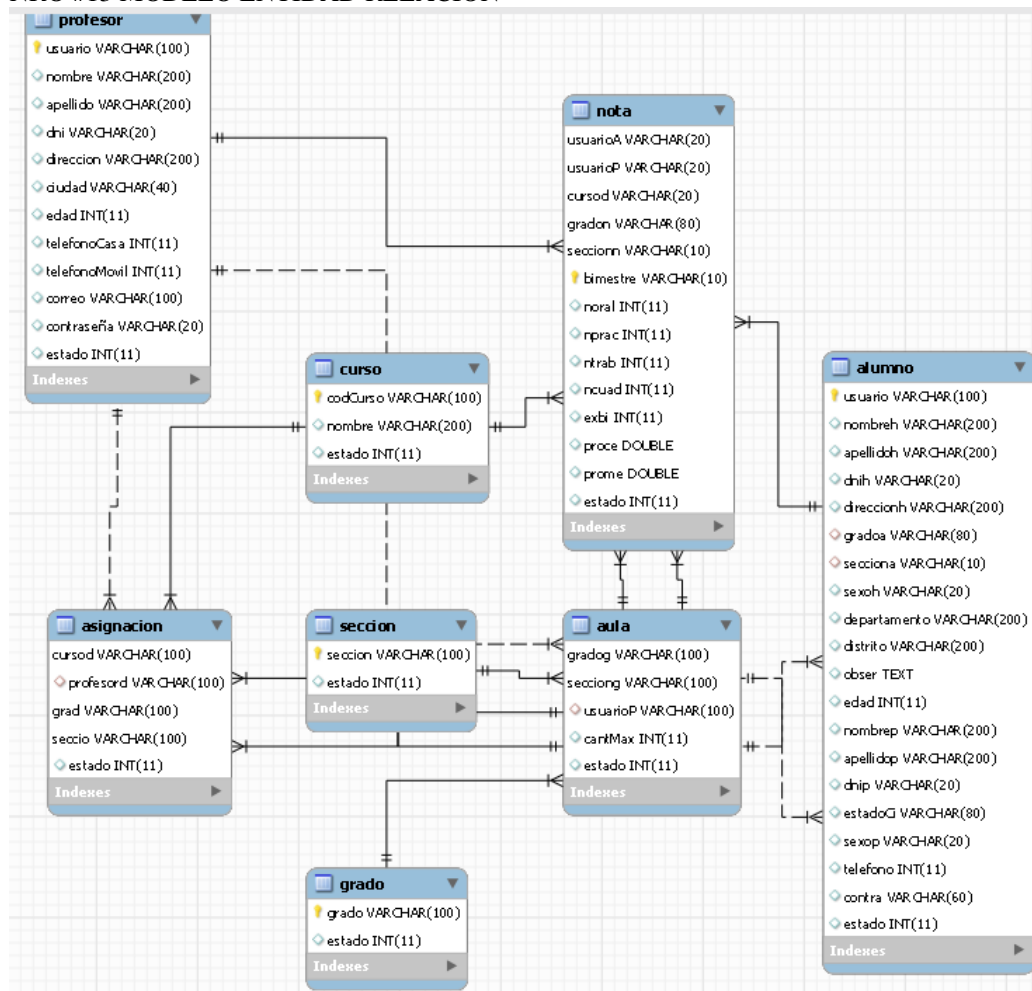 profesor
usuario VARCHAR(100)
nombre VARCHAR(200)
apellido VARCHAR(200)
dni VARCHAR(20)
direccion VARCHAR(200)
ciudad VARCHAR(40)
edad INT(11)
telefonoCasa INT(11)
telefonoMovil INT(11)
correo VARCHAR(100)
contraseña VARCHAR(20)
estado INT(11)
Indexes
nota
usuarioA VARCHAR(20)
usuarioP VARCHAR(20)
cursod VARCHAR(20)
gradon VARCHAR(80)
seccionn VARCHAR(10)
bimestre VARCHAR(10)
noral INT(11)
nprac INT(11)
ntrab INT(11)
ncuad INT(11)
exbi INT(11)
proce DOUBLE
prome DOUBLE
estado INT(11)
Indexes
curso
codCurso VARCHAR(100)
nombre VARCHAR(200)
estado INT(11)
Indexes
alumno
usuario VARCHAR(100)
nombreh VARCHAR(200)
apellidoh VARCHAR(200)
dnih VARCHAR(20)
direccionh VARCHAR(200)
gradoa VARCHAR(80)
secciona VARCHAR(10)
sexoh VARCHAR(20)
departamento VARCHAR(200)
distrito VARCHAR(200)
obser TEXT
edad INT(11)
nombrep VARCHAR(200)
apellidop VARCHAR(200)
dnip VARCHAR(20)
estadoCi VARCHAR(80)
sexop VARCHAR(20)
telefono INT(11)
contra VARCHAR(60)
estado INT(11)
Indexes
asignacion
cursod VARCHAR(100)
profesord VARCHAR(100)
grad VARCHAR(100)
seccio VARCHAR(100)
estado INT(11)
Indexes
seccion
seccion VARCHAR(100)
estado INT(11)
Indexes
aula
gradog VARCHAR(100)
secciong VARCHAR(100)
usuarioP VARCHAR(100)
cantMax INT(11)
estado INT(11)
Indexes
grado
grado VARCHAR(100)
estado INT(11)
Indexes